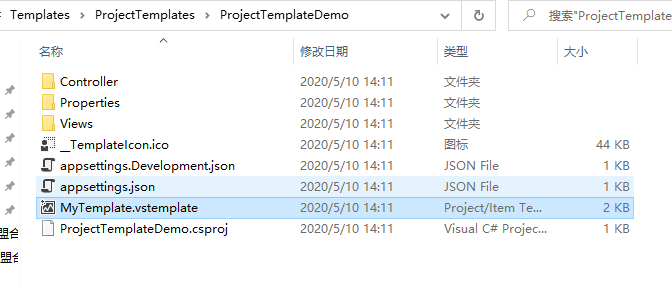 Templates › ProjectTemplates › ProjectTemplateDemo
搜索"ProjectTemplate
名称 修改日期 类型 大小
Controller 2020/5/10 14:11 文件夹
Properties 2020/5/10 14:11 文件夹
Views 2020/5/10 14:11 文件夹
__TemplateIcon.ico 2020/5/10 14:11 图标 44 KB
appsettings.Development.json 2020/5/10 14:11 JSON File 1 KB
appsettings.json 2020/5/10 14:11 JSON File 1 KB
MyTemplate.vstemplate 2020/5/10 14:11 Project/Item Te... 2 KB
ProjectTemplateDemo.csproj 2020/5/10 14:11 Visual C# Projec... 1 KB